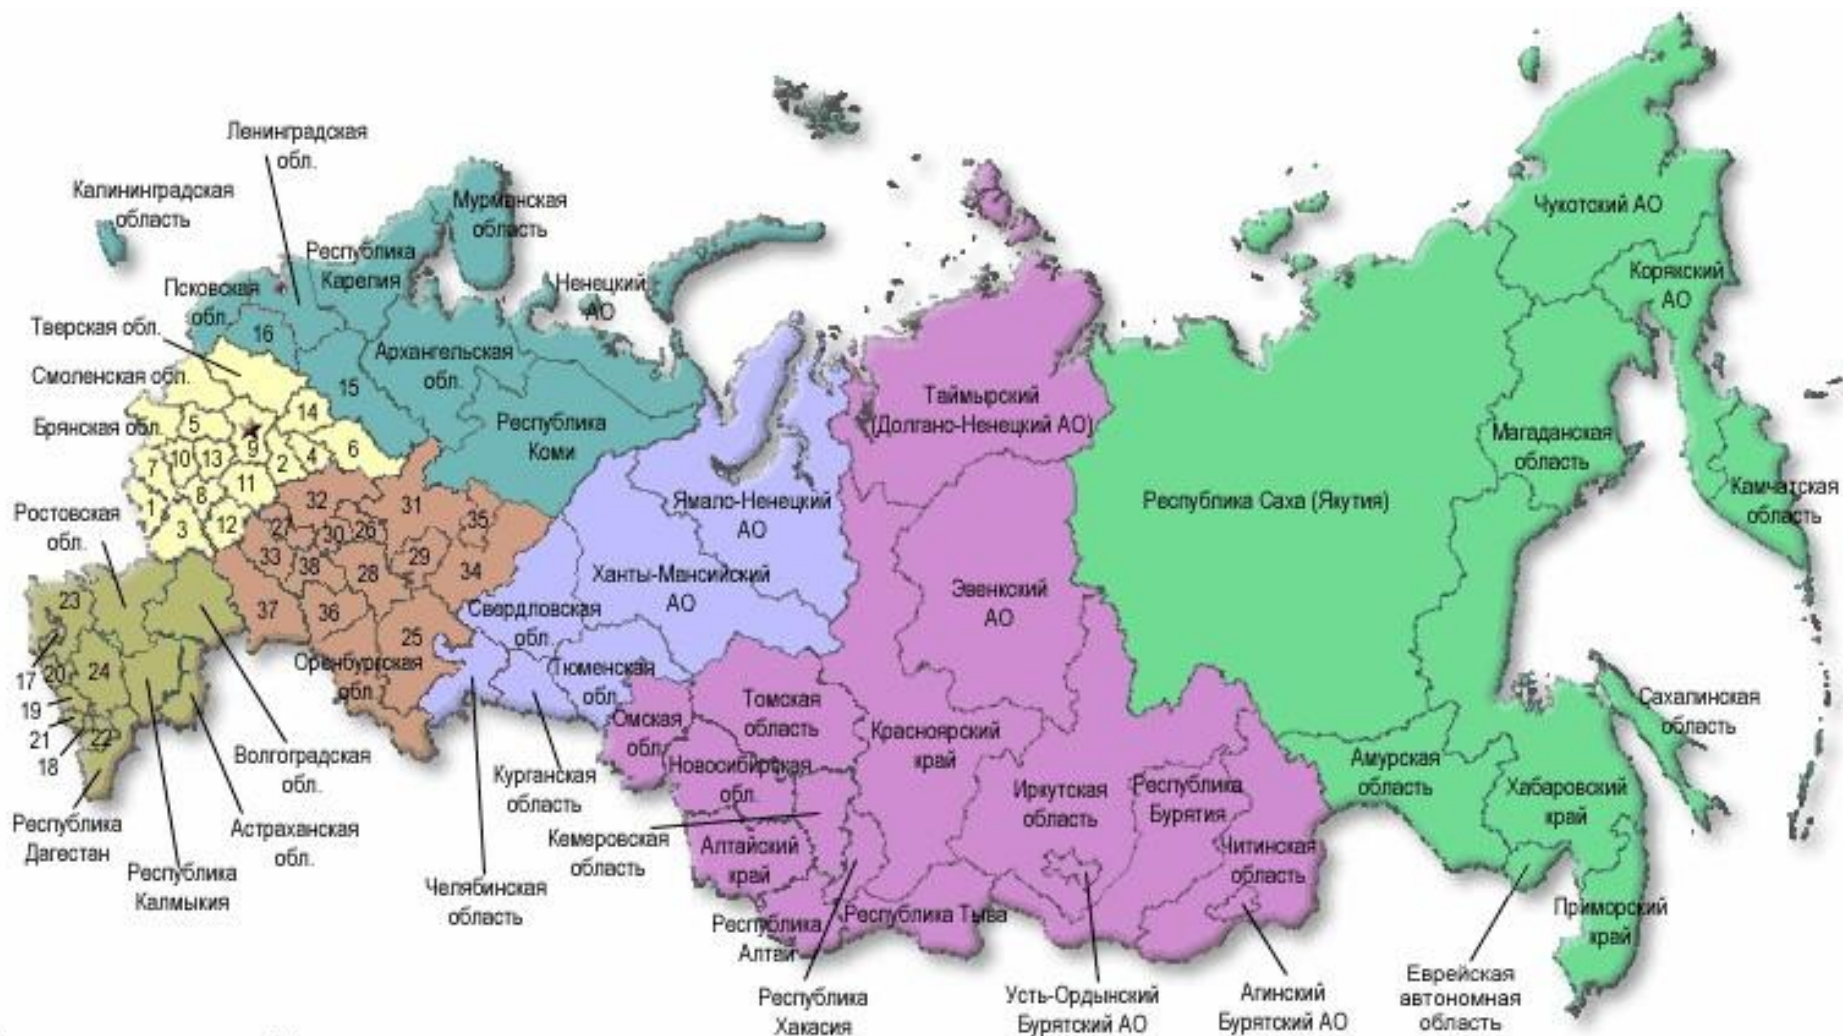 Ленинградская
обл.
Калининградская
область
Мурманская
область
Республика
Карелия
Ненецкий
АО
Псковская
обл.
Тверская обл.
16
Архангельская
обл.
Смоленская обл.
15
Брянская обл.
14
5
Республика
Коми
10
13
9
2
4
6
7
11
8
1
3
12
Ростовская
обл.
32
31
35
27
30
26
33
38
28
29
34
37
36
25
Оренбургская
обл.
23
17
20
24
19
21
18
22
Республика
Дагестан
Республика
Калмыкия
Астраханская
обл.
Волгоградская
обл.
Ямало-Ненецкий
АО
Ханты-Мансийский
АО
Свердловская
обл.
Тюменская
обл.
Курганская
область
Челябинская
область
Таймырский
(Долгано-Ненецкий АО)
Эвенкский
АО
Красноярский
край
Томская
область
Омская
обл.
Новосибирская
обл.
Кемеровская
область
Алтайский
край
Республика
Алтай
Республика
Хакасия
Республика Тыва
Иркутская
область
Республика
Бурятия
Читинская
область
Усть-Ордынский
Бурятский АО
Агинский
Бурятский АО
Чукотский АО
Корякский
АО
Магаданская
область
Камчатская
область
Республика Саха (Якутия)
Сахалинская
область
Амурская
область
Хабаровский
край
Приморский
край
Еврейская
автономная
область